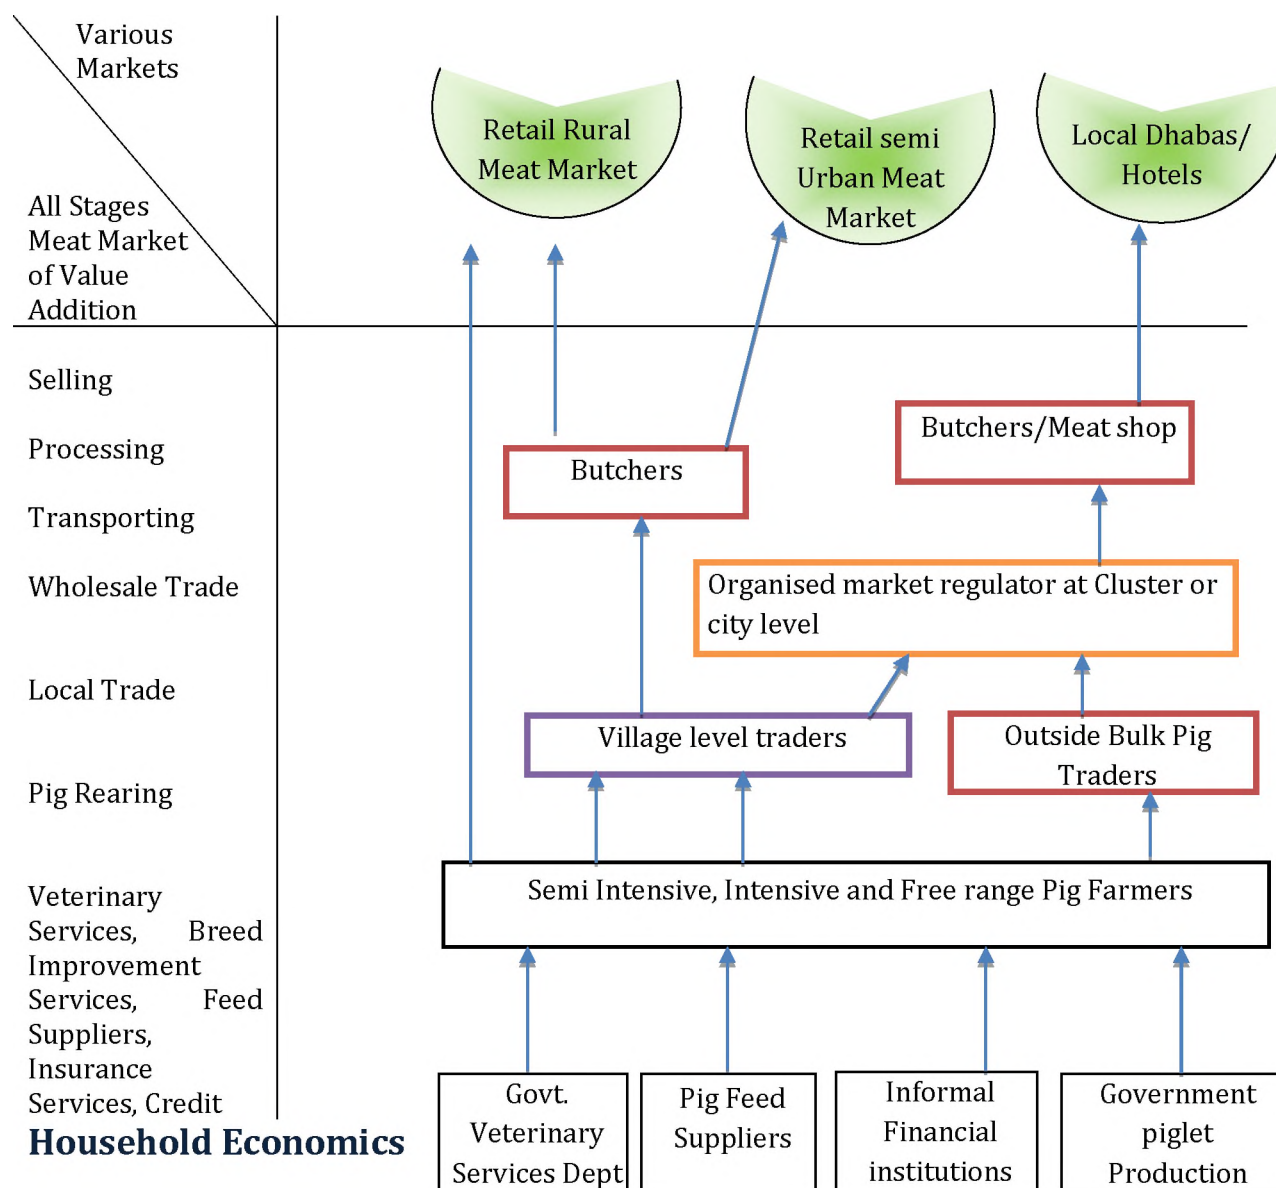 Various
Markets
All Stages
Meat Market
of Value
Addition
Retail Rural
Meat Market
Retail semi
Urban Meat
Market
Local Dhabas/
Hotels
Selling
Processing
Transporting
Wholesale Trade
Local Trade
Pig Rearing
Veterinary
Services, Breed
Improvement
Services, Feed
Suppliers,
Insurance
Services, Credit
Butchers/Meat shop
Butchers
Organised market regulator at Cluster or
city level
Village level traders
Outside Bulk Pig
Traders
Semi Intensive, Intensive and Free range Pig Farmers
Govt.
Veterinary
Services Dept
Pig Feed
Suppliers
Informal
Financial
institutions
Government
piglet
Production
Household Economics